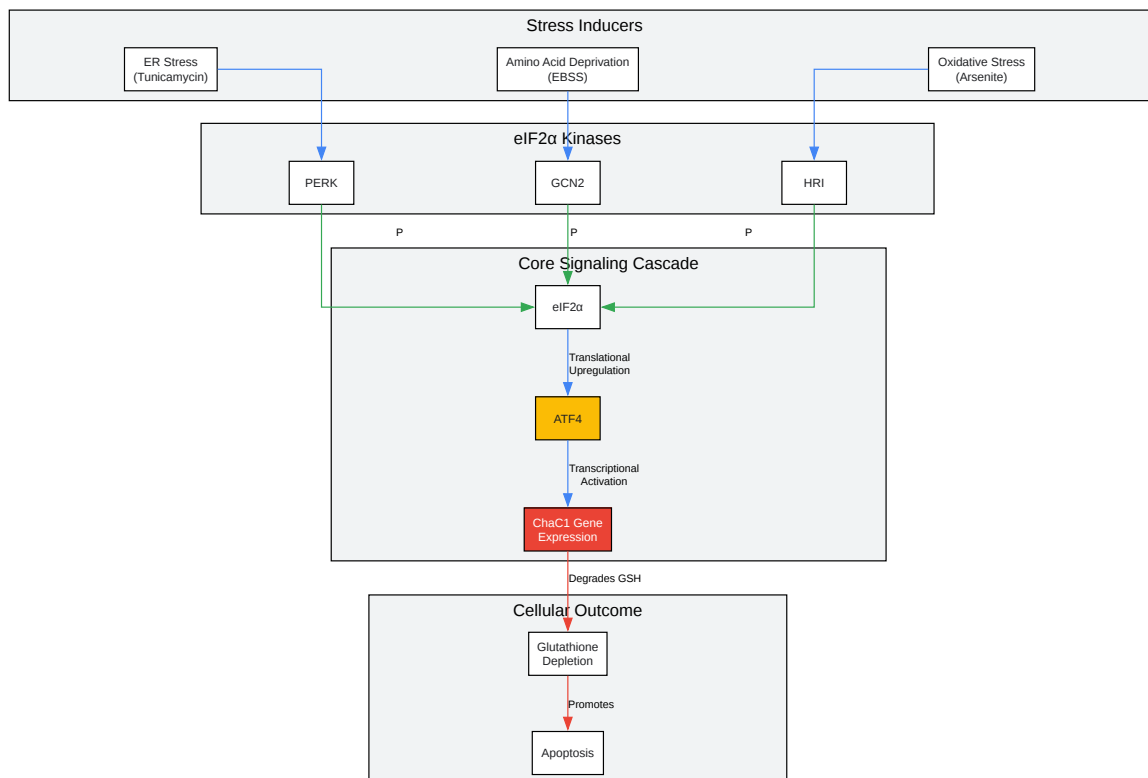 Stress Inducers
ER Stress
(Tunicamycin)
Amino Acid Deprivation
(EBSS)
Oxidative Stress
(Arsenite)
eIF2α Kinases
PERK
GCN2
HRI
P
P
P
Core Signaling Cascade
eIF2α
Translational
Upregulation
ATF4
Transcriptional
Activation
ChaC1 Gene
Expression
Degrades GSH
Cellular Outcome
Glutathione
Depletion
Promotes
Apoptosis